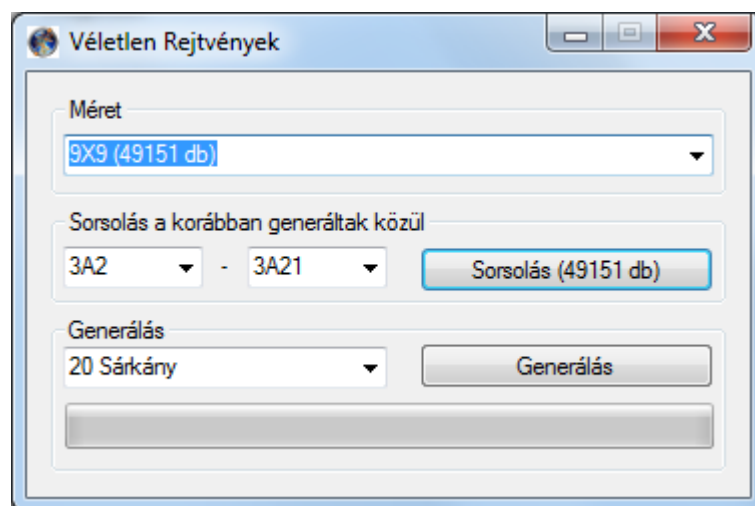 Véletlen Rejtvények
Méret
9X9 (49151 db)
Sorsolás a korábban generáltak közül
3A2 - 3A21 Sorsolás (49151 db)
Generálás
20 Sárkány Generálás